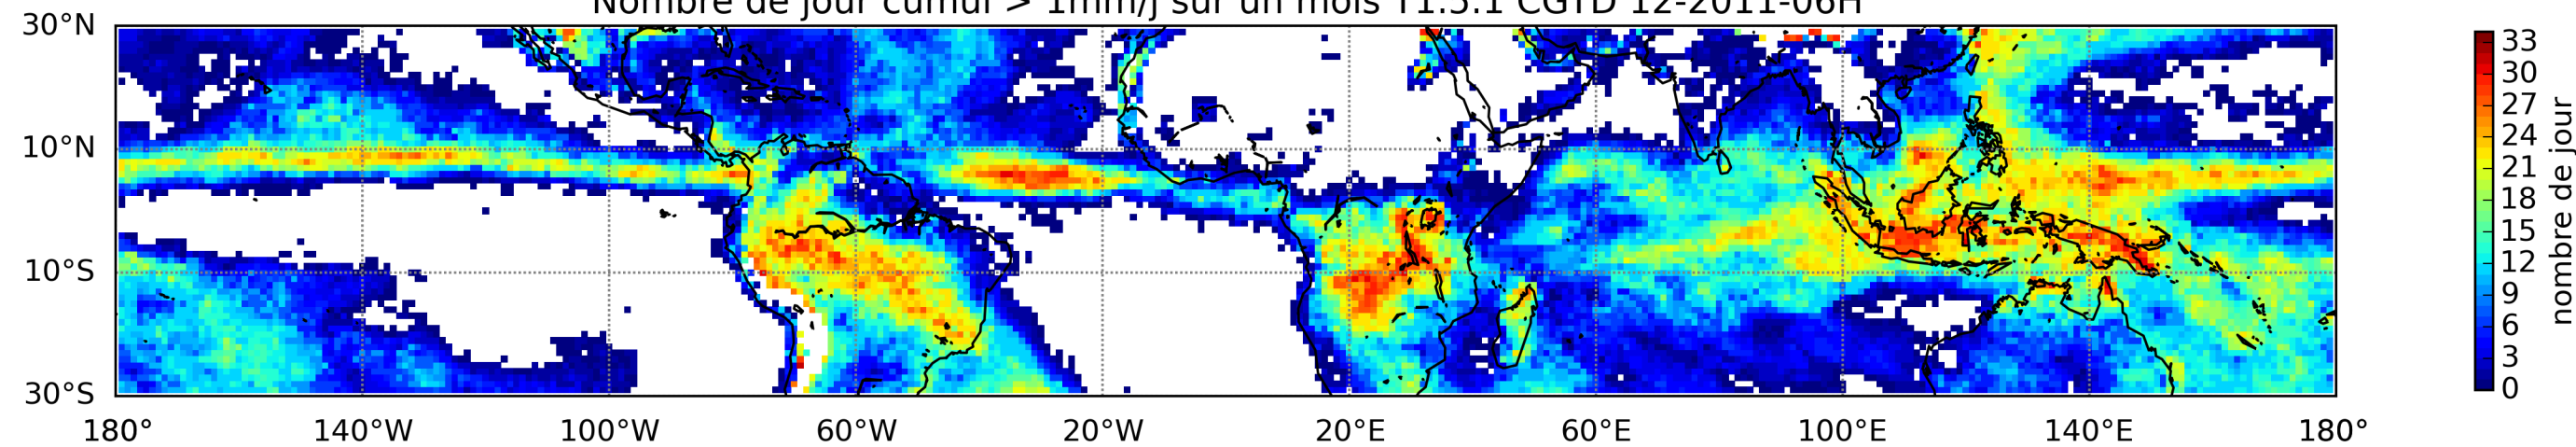 Nombre de jour cumul > 1mm/j sur un mois T1.5.1 CGTD 12-2011-06H
30°N
10°N
10°S
30°S
180°
140°W
100°W
60°W
20°W
20°E
60°E
100°E
140°E
180°
33
30
27
24
21
18
15
12
9
6
3
0
nombre de jour